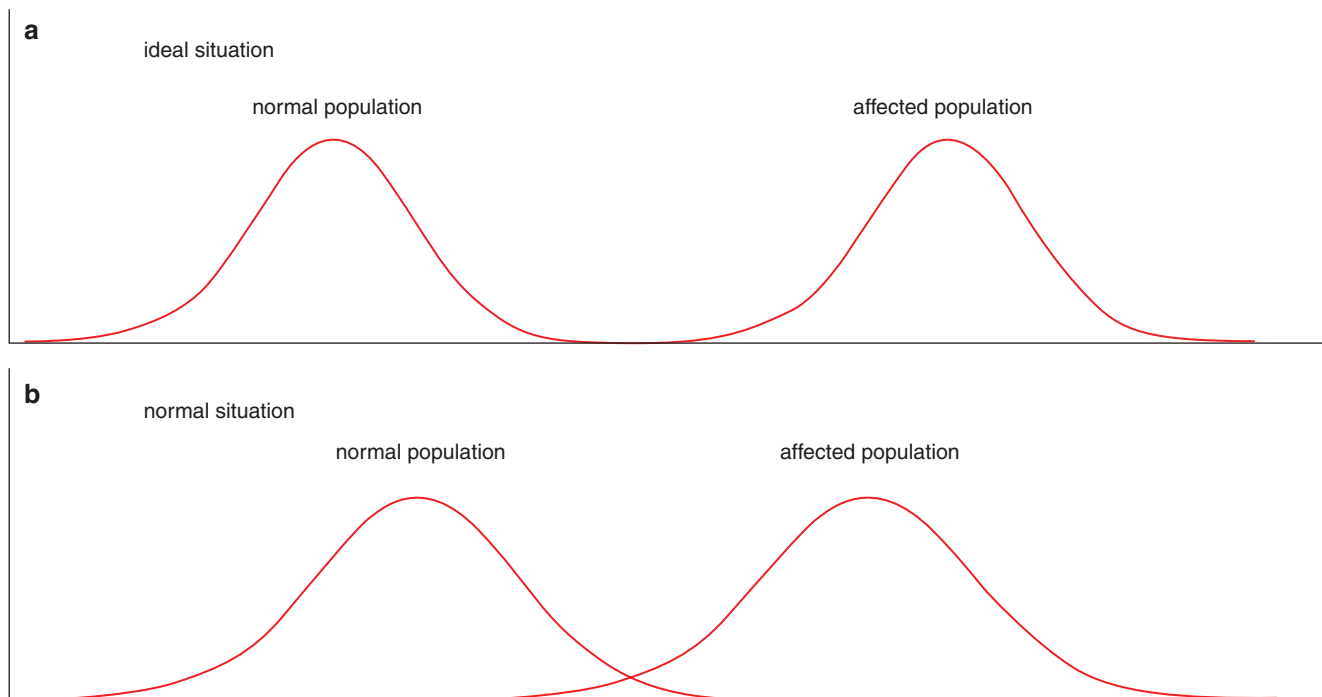 a
ideal situation
normal population
affected population
b
normal situation
normal population
affected population